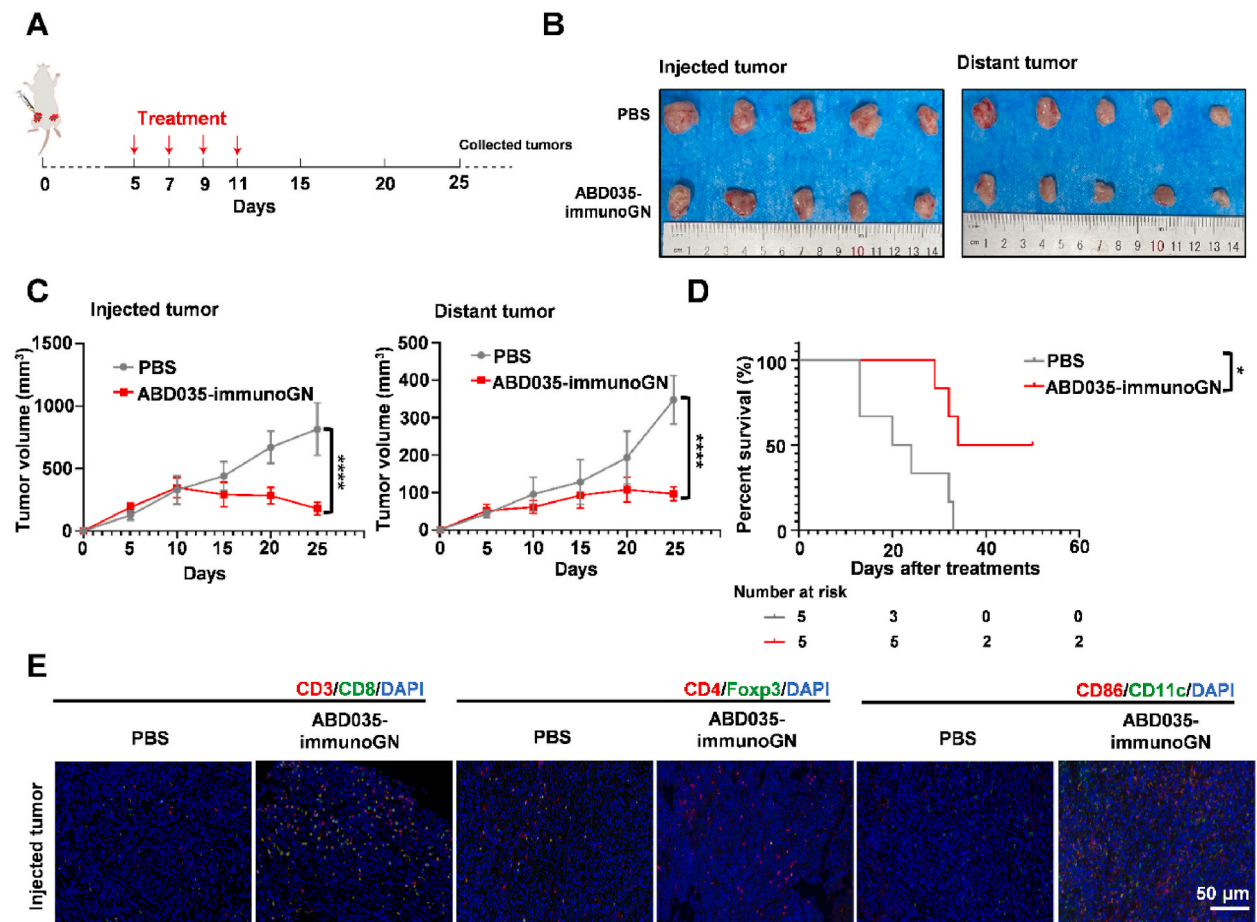 A
Treatment
Collected tumors
0
5
7
9
11
15
20
25
Days
B
Injected tumor
Distant tumor
PBS
ABD035-
immunoGN
cm 1 2 3 4 5 6 7 8 9 10 11 12 13 14
cm 1 2 3 4 5 6 7 8 9 10 11 12 13 14
C
Injected tumor
Tumor volume (mm³)
1500
1000
500
0
PBS
ABD035-immunoGN
****
0 5 10 15 20 25
Days
Distant tumor
Tumor volume (mm³)
500
400
300
200
100
0
PBS
ABD035-immunoGN
****
0 5 10 15 20 25
Days
D
Percent survival (%)
100
50
0
PBS
ABD035-immunoGN
*
0 20 40 60
Days after treatments
Number at risk
5 3 0 0
5 5 2 2
E
CD3/CD8/DAPI
CD4/Foxp3/DAPI
CD86/CD11c/DAPI
PBS
ABD035-
immunoGN
PBS
ABD035-
immunoGN
PBS
ABD035-
immunoGN
Injected tumor
50 μm